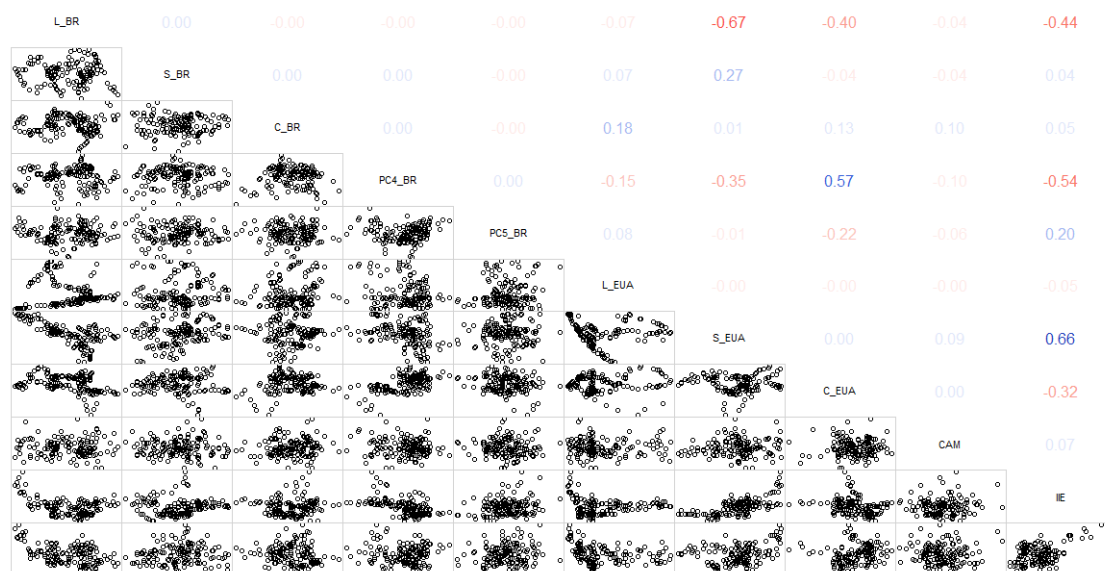 L_BR 0.00 -0.00 -0.00 -0.00 -0.07 -0.67 -0.40 -0.04 -0.44
S_BR 0.00 0.00 -0.00 0.07 0.27 -0.04 -0.04 0.04
C_BR 0.00 -0.00 0.18 0.01 0.13 0.10 0.05
PC4_BR 0.00 -0.15 -0.35 0.57 -0.10 -0.54
PC5_BR 0.08 -0.01 -0.22 -0.06 0.20
L_EUA -0.00 -0.00 -0.00 -0.05
S_EUA 0.00 0.09 0.66
C_EUA 0.00 -0.32
CAM 0.07
IIE